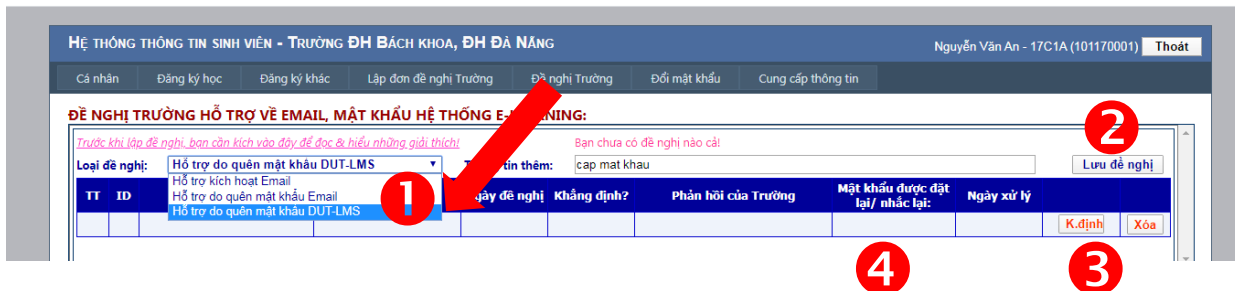 HỆ THỐNG THÔNG TIN SINH VIÊN - TRƯỜNG ĐH BÁCH KHOA, ĐH ĐÀ NẴNG
Nguyễn Văn An - 17C1A (101170001) Thoát
Cá nhân Đăng ký học Đăng ký khác Lập đơn đề nghị Trường Đề nghị Trường Đổi mật khẩu Cung cấp thông tin
ĐỀ NGHỊ TRƯỜNG HỖ TRỢ VỀ EMAIL, MẬT KHẨU HỆ THỐNG
2
Trước khi lập đề nghị, bạn cần kích vào đây để đọc & hiểu những giải thích! Bạn chưa có đề nghị nào cả!
Loại đề nghị: Hỗ trợ do quên mật khẩu DUT-LMS tin thêm: cap mat khau Lưu đề nghị
Hỗ trợ kích hoạt Email
Hỗ trợ do quên mật khẩu Email
Hỗ trợ do quên mật khẩu DUT-LMS
1
TT ID đề nghị Khẳng định? Phản hồi của Trường Mật khẩu được đặt lại/ nhắc lại: Ngày xử lý
K.định Xóa
4 3